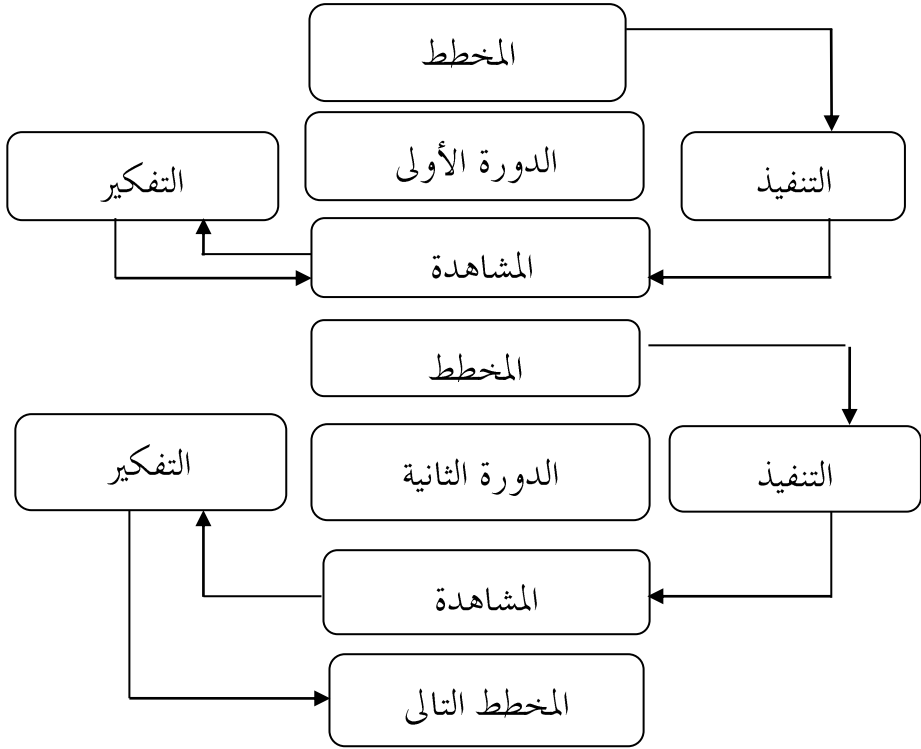 المخطط
الدورة الأولى
التنفيذ
التفكير
المشاهدة
المخطط
التنفيذ
التفكير
الدورة الثانية
المشاهدة
المخطط التالى